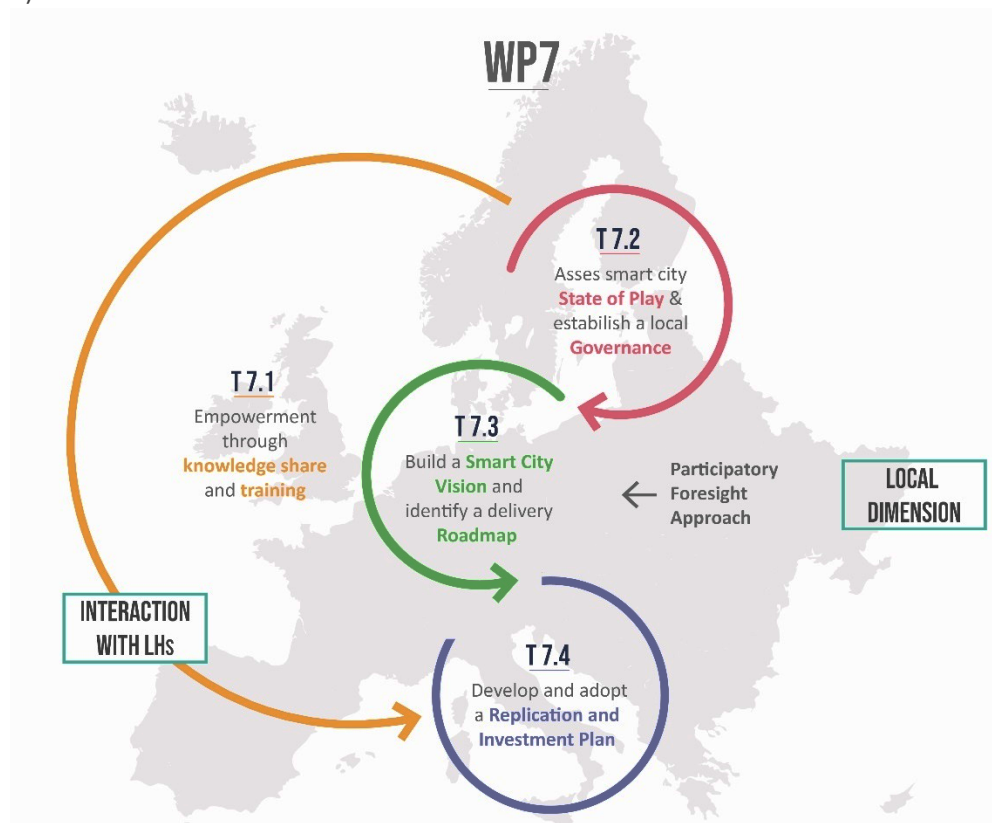 WP7
T 7.2
Asses smart city
State of Play &
estabilish a local
Governance
T 7.1
Empowerment
through
knowledge share
and training
T 7.3
Build a Smart City
Vision and
identify a delivery
Roadmap
Participatory
Foresight
Approach
LOCAL
DIMENSION
INTERACTION
WITH LHs
T 7.4
Develop and adopt
a Replication and
Investment Plan